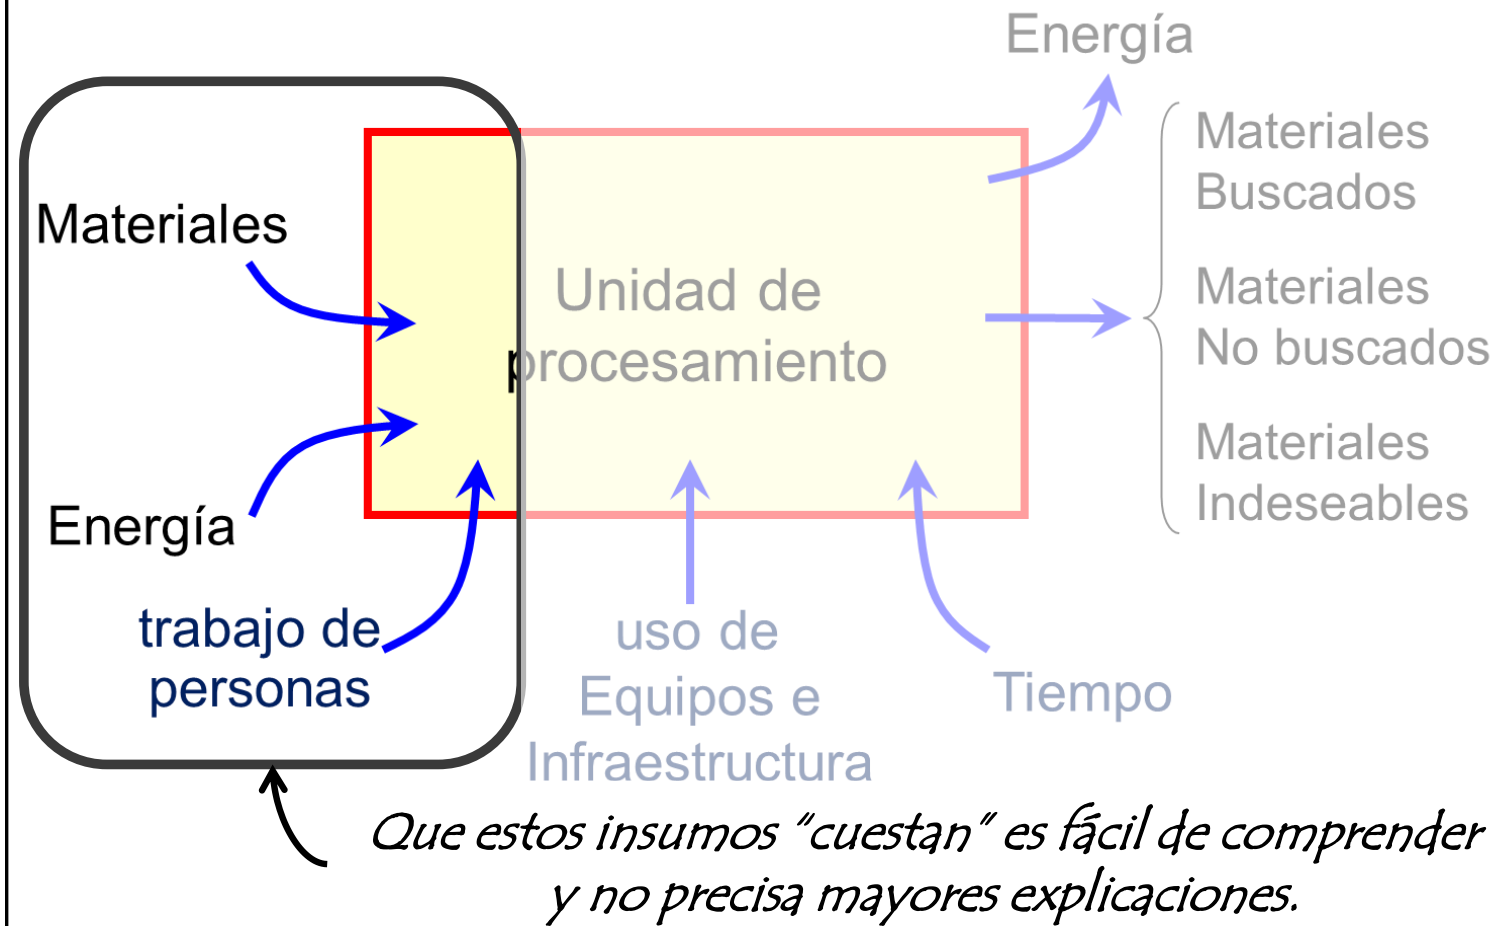 Energía
Materiales
Buscados
Materiales
No buscados
Materiales
Indeseables
Materiales
Unidad de
procesamiento
Energía
trabajo de
personas
uso de
Equipos e
Infraestructura
Tiempo
Que estos insumos “cuestan” es fácil de comprender
y no precisa mayores explicaciones.